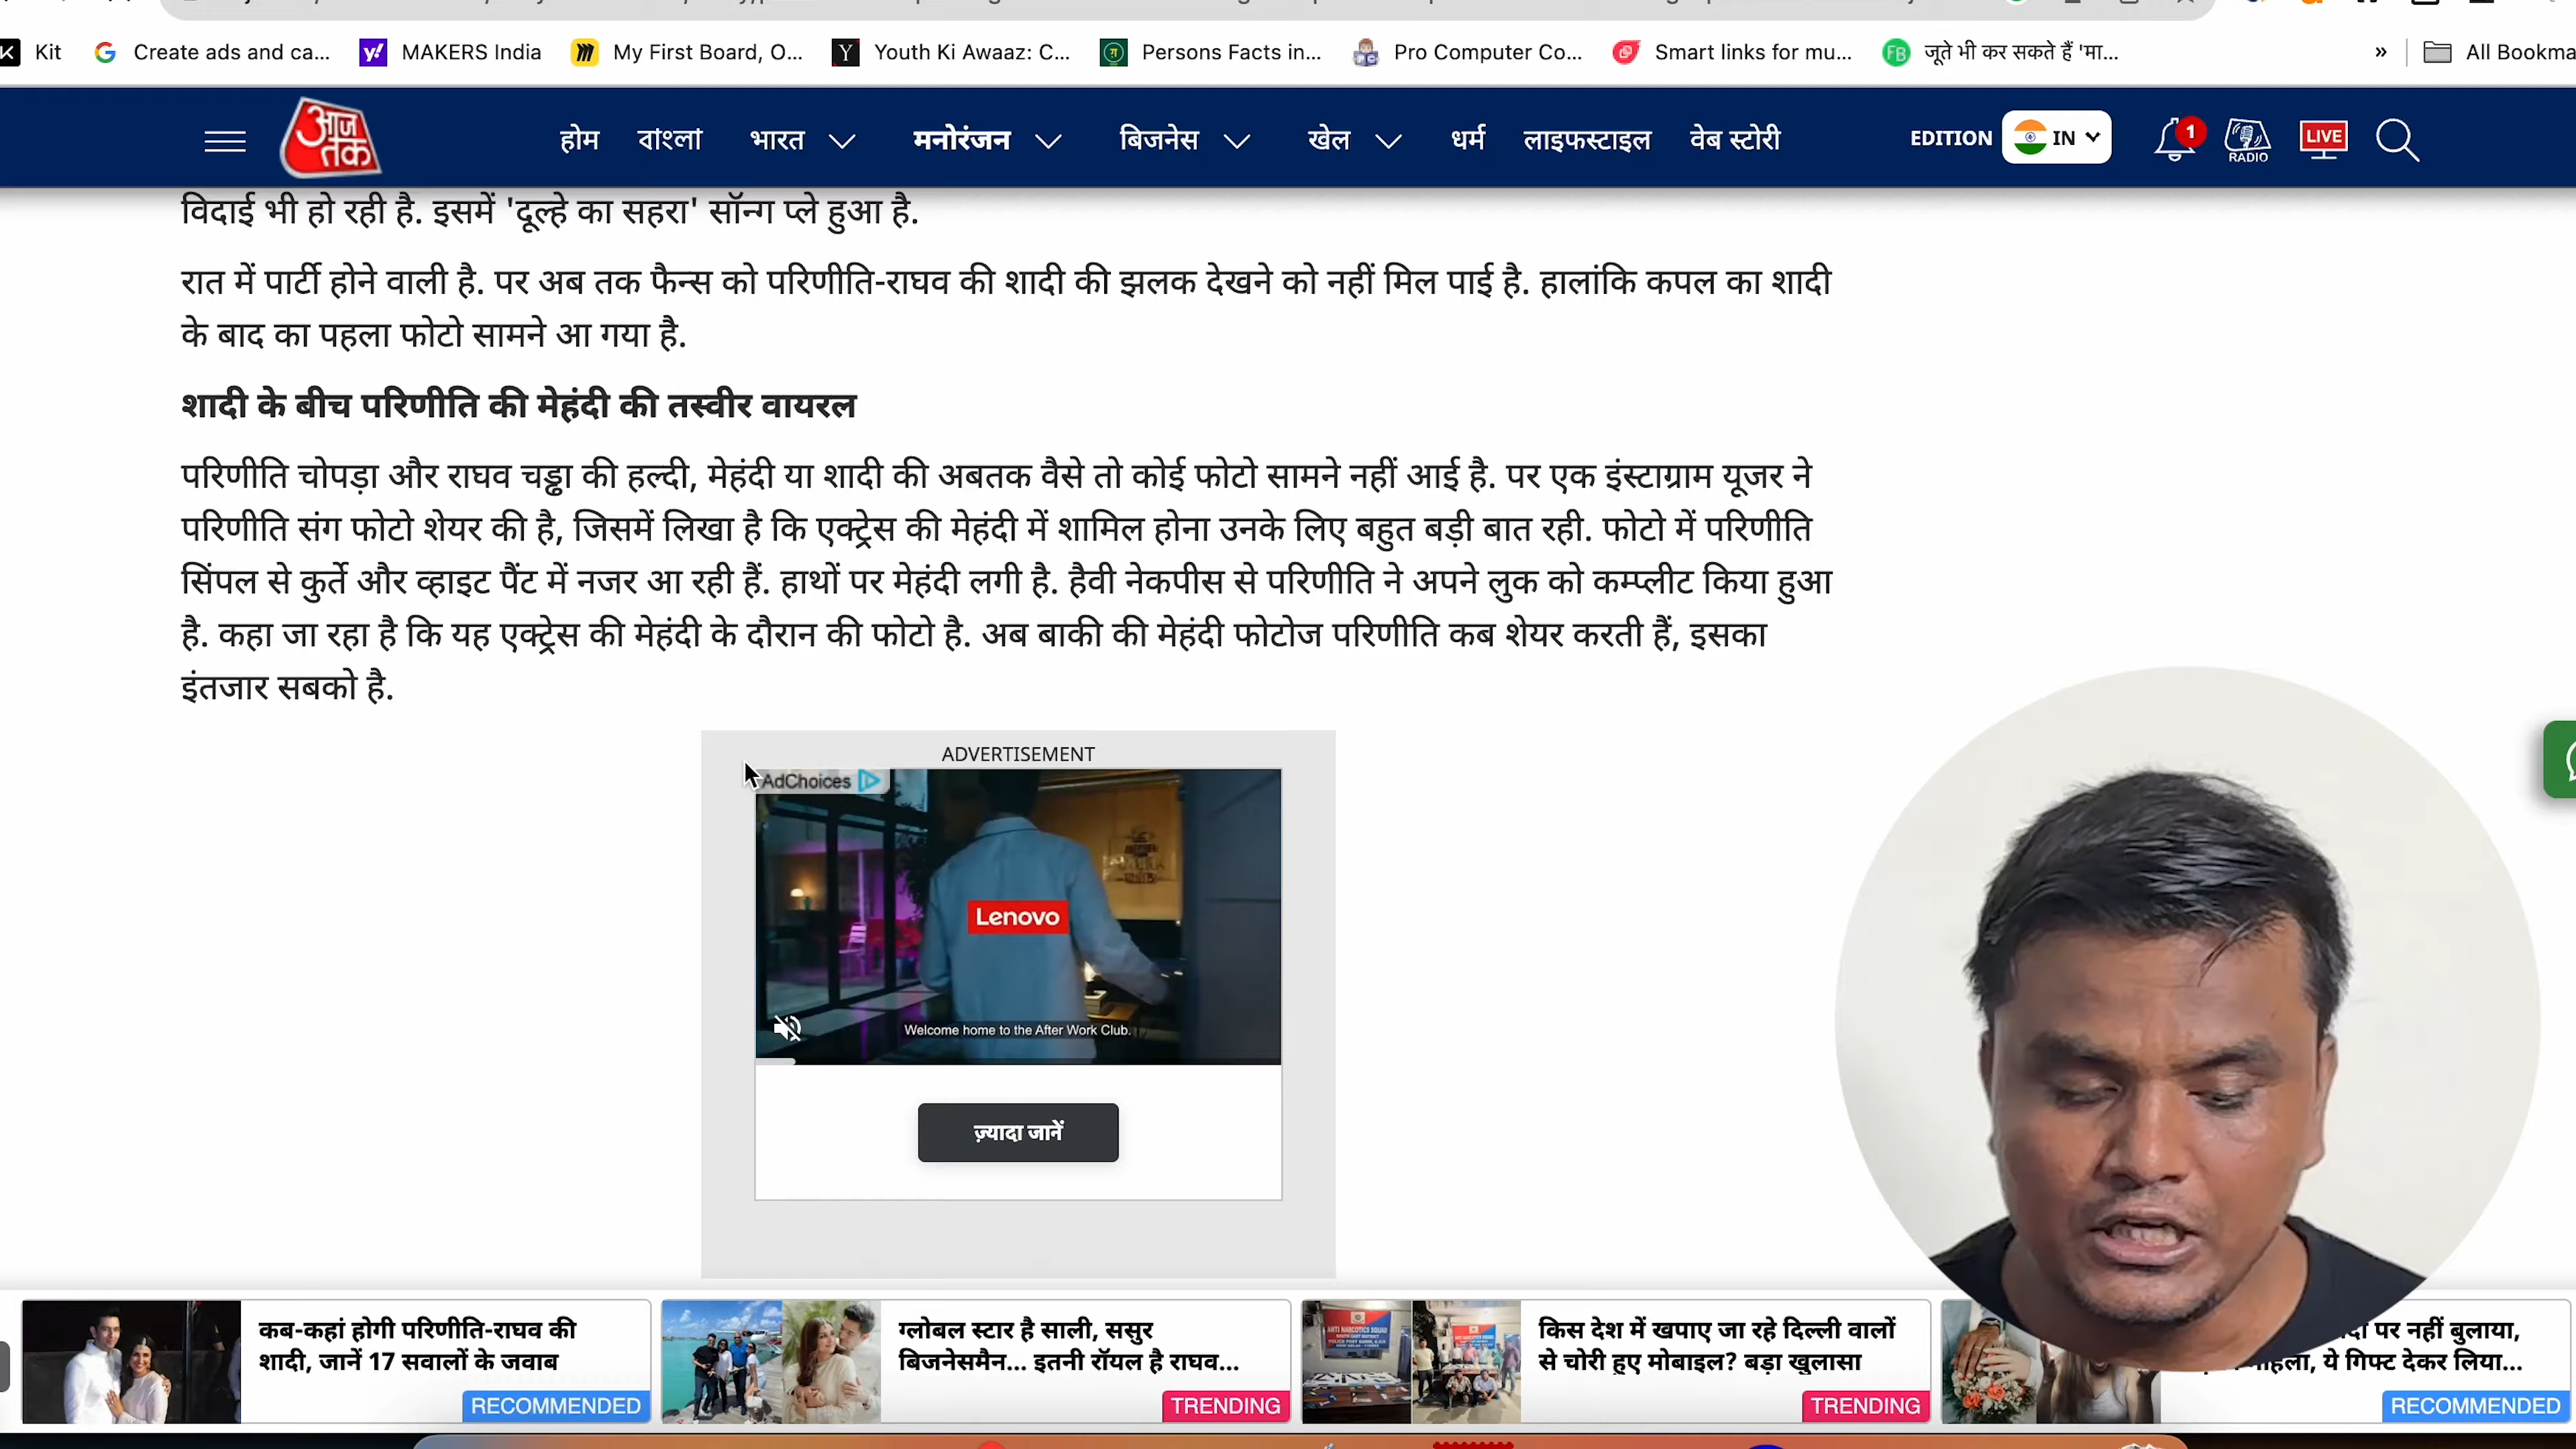 Kit
Create ads and ca...
MAKERS India
My First Board, O...
Youth Ki Awaaz: C...
Persons Facts in...
Pro Computer Co...
Smart links for mu...
जूते भी कर सकते हैं 'मा...
All Bookma
आज तक
होम
বাংলা
भारत
मनोरंजन
बिजनेस
खेल
धर्म
लाइफस्टाइल
वेब स्टोरी
EDITION
IN
1
RADIO
LIVE
विदाई भी हो रही है. इसमें 'दूल्हे का सहरा' सॉन्ग प्ले हुआ है.
रात में पार्टी होने वाली है. पर अब तक फैन्स को परिणीति-राघव की शादी की झलक देखने को नहीं मिल पाई है. हालांकि कपल का शादी
के बाद का पहला फोटो सामने आ गया है.
शादी के बीच परिणीति की मेहंदी की तस्वीर वायरल
परिणीति चोपड़ा और राघव चड्ढा की हल्दी, मेहंदी या शादी की अबतक वैसे तो कोई फोटो सामने नहीं आई है. पर एक इंस्टाग्राम यूजर ने
परिणीति संग फोटो शेयर की है, जिसमें लिखा है कि एक्ट्रेस की मेहंदी में शामिल होना उनके लिए बहुत बड़ी बात रही. फोटो में परिणीति
सिंपल से कुर्ते और व्हाइट पैंट में नजर आ रही हैं. हाथों पर मेहंदी लगी है. हैवी नेकपीस से परिणीति ने अपने लुक को कम्प्लीट किया हुआ
है. कहा जा रहा है कि यह एक्ट्रेस की मेहंदी के दौरान की फोटो है. अब बाकी की मेहंदी फोटोज परिणीति कब शेयर करती हैं, इसका
इंतजार सबको है.
ADVERTISEMENT
AdChoices
Lenovo
Welcome home to the After Work Club.
ज़्यादा जानें
कब-कहां होगी परिणीति-राघव की
शादी, जानें 17 सवालों के जवाब
RECOMMENDED
ग्लोबल स्टार है साली, ससुर
बिजनेसमैन... इतनी रॉयल है राघव...
TRENDING
ANTI NARCOTICS SQUAD
किस देश में खपाए जा रहे दिल्ली वालों
से चोरी हुए मोबाइल? बड़ा खुलासा
TRENDING
पर नहीं बुलाया,
ये गिफ्ट देकर लिया...
RECOMMENDED